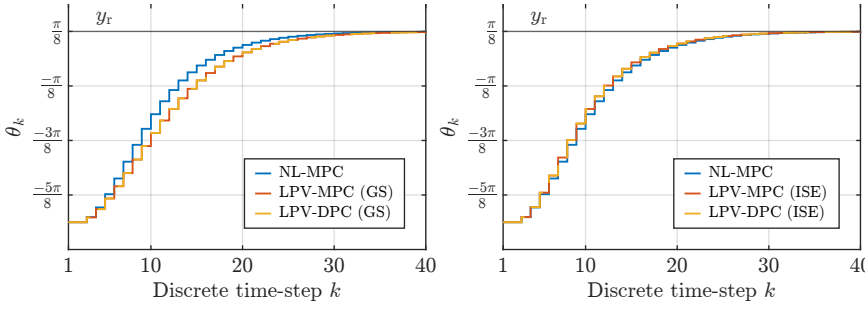 y_r
π/8
-π/8
-3π/8
-5π/8
θ_k
NL-MPC
LPV-MPC (GS)
LPV-DPC (GS)
1 10 20 30 40
Discrete time-step k
y_r
π/8
-π/8
-3π/8
-5π/8
θ_k
NL-MPC
LPV-MPC (ISE)
LPV-DPC (ISE)
1 10 20 30 40
Discrete time-step k